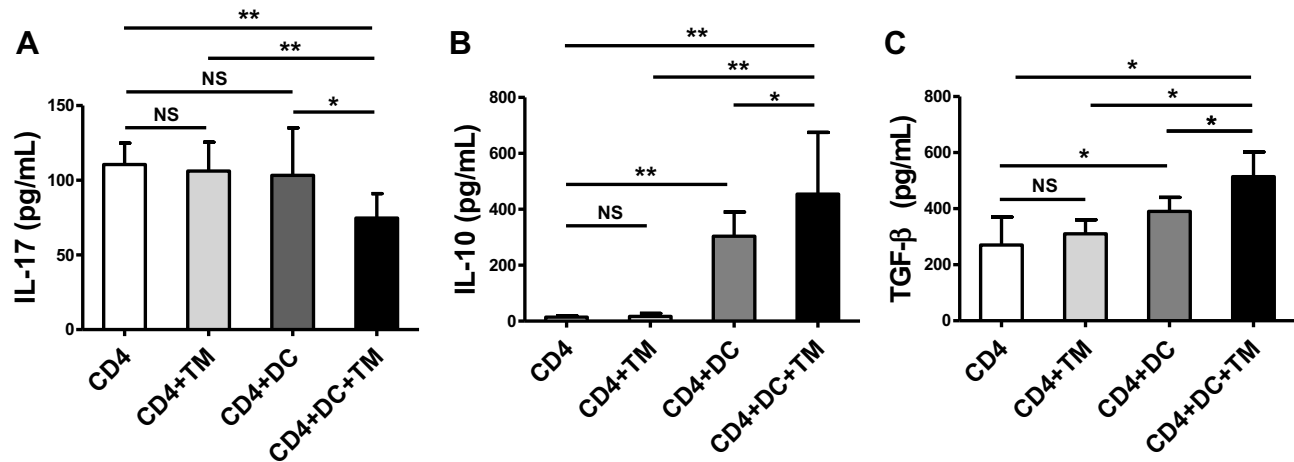 A
**
**
NS
*
NS
IL-17 (pg/mL)
150
100
50
0
CD4
CD4+TM
CD4+DC
CD4+DC+TM
B
**
**
*
**
NS
IL-10 (pg/mL)
800
600
400
200
0
CD4
CD4+TM
CD4+DC
CD4+DC+TM
C
*
*
*
*
NS
TGF-β (pg/mL)
800
600
400
200
0
CD4
CD4+TM
CD4+DC
CD4+DC+TM